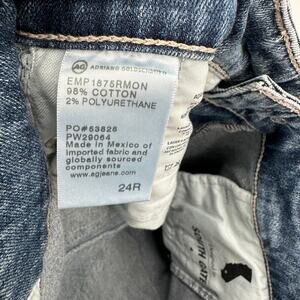 AG ADRIANO GOLDSCHMIED
EMP1875RMON
98% COTTON
2% POLYURETHANE
PO#53826
PW29064
Made in Mexico of
imported fabric and
globally sourced
components
www.agjeans.com
24R